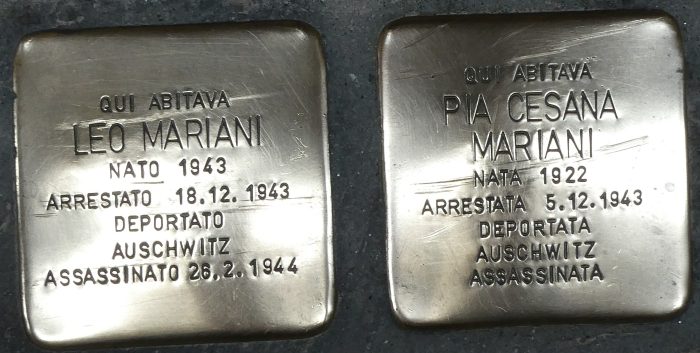 QUI ABITAVA
LEO MARIANI
NATO 1943
ARRESTATO 18.12.1943
DEPORTATO
AUSCHWITZ
ASSASSINATO 26.2.1944
QUI ABITAVA
PIA CESANA
MARIANI
NATA 1922
ARRESTATA 5.12.1943
DEPORTATA
AUSCHWITZ
ASSASSINATA